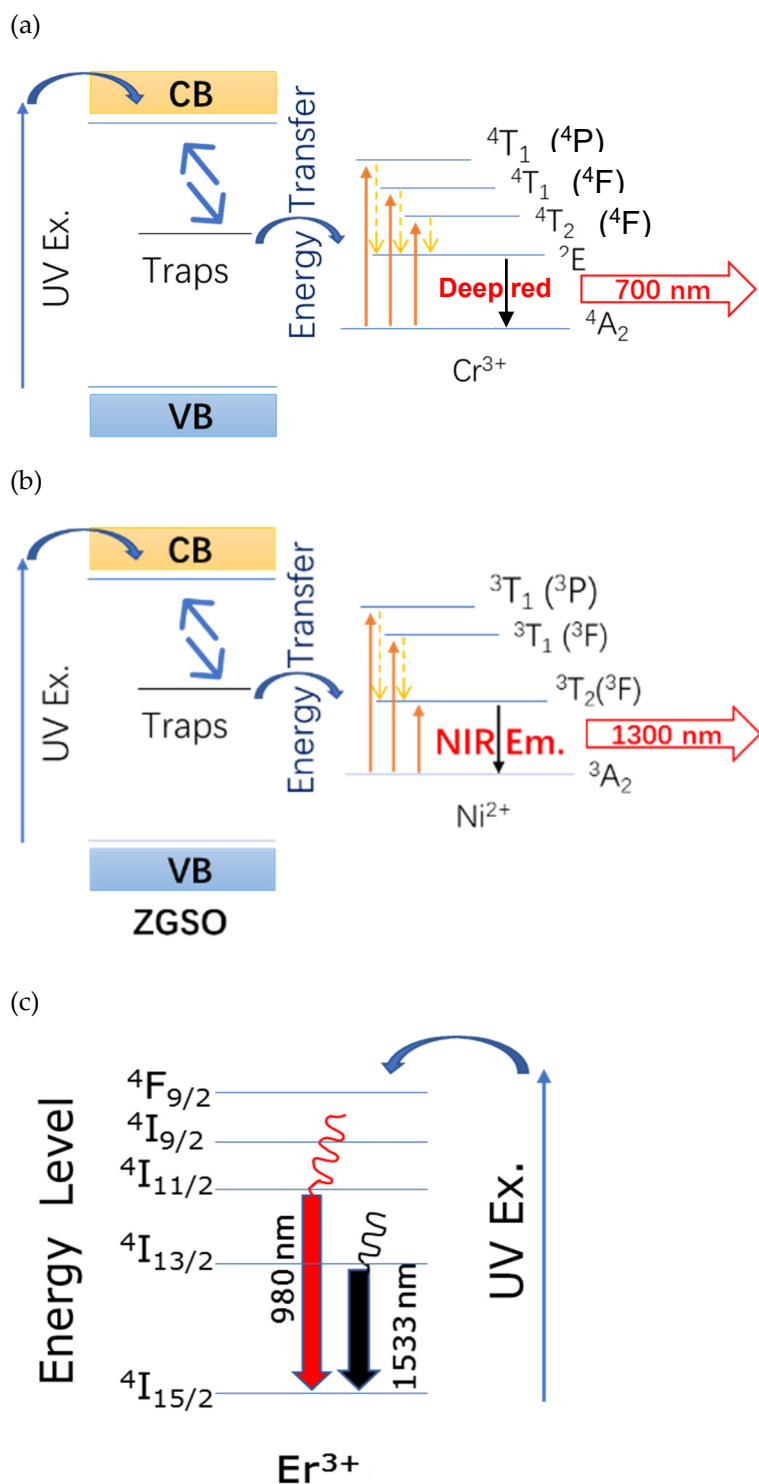 (a)
CB
UV Ex.
Traps
VB
Energy Transfer
⁴T₁ (⁴P)
⁴T₁ (⁴F)
⁴T₂ (⁴F)
²E
Deep red
700 nm
⁴A₂
Cr³⁺
(b)
CB
UV Ex.
Traps
VB
ZGSO
Energy Transfer
³T₁ (³P)
³T₁ (³F)
³T₂(³F)
NIR Em.
1300 nm
³A₂
Ni²⁺
(c)
Energy Level
⁴F₉/₂
⁴I₉/₂
⁴I₁₁/₂
⁴I₁₃/₂
⁴I₁₅/₂
980 nm
1533 nm
UV Ex.
Er³⁺